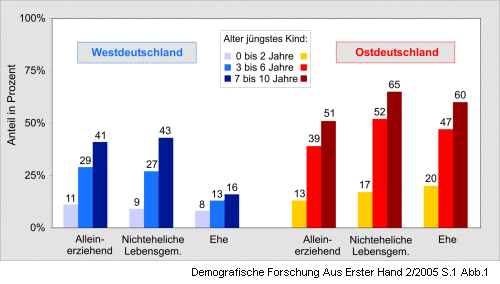 100%
75%
50%
25%
0%
Anteil in Prozent
Westdeutschland
Alter jüngstes Kind:
0 bis 2 Jahre
3 bis 6 Jahre
7 bis 10 Jahre
Ostdeutschland
11 29 41
9 27 43
8 13 16
13 39 51
17 52 65
20 47 60
Allein-
erziehend
Nichteheliche
Lebensgem.
Ehe
Allein-
erziehend
Nichteheliche
Lebensgem.
Ehe
Demografische Forschung Aus Erster Hand 2/2005 S.1 Abb.1